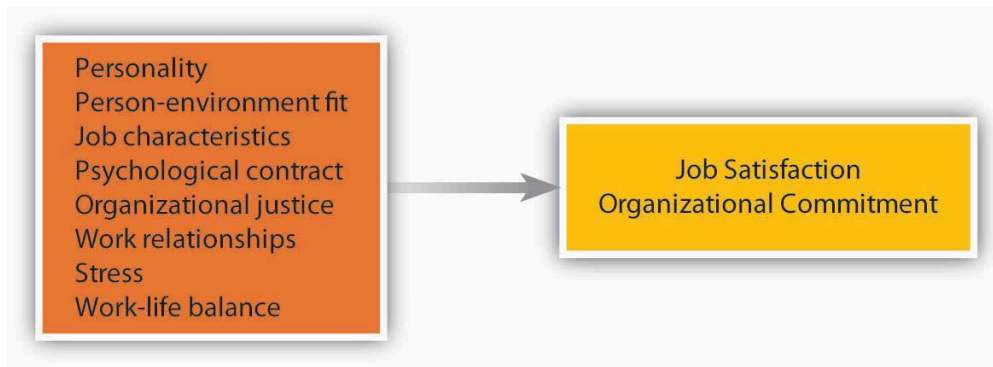 Personality
Person-environment fit
Job characteristics
Psychological contract
Organizational justice
Work relationships
Stress
Work-life balance
Job Satisfaction
Organizational Commitment